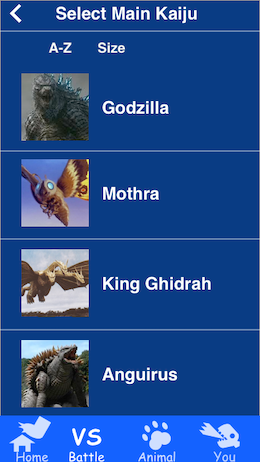 Select Main Kaiju
A-Z Size
Godzilla
Mothra
King Ghidrah
Anguirus
VS
Home Battle Animal You